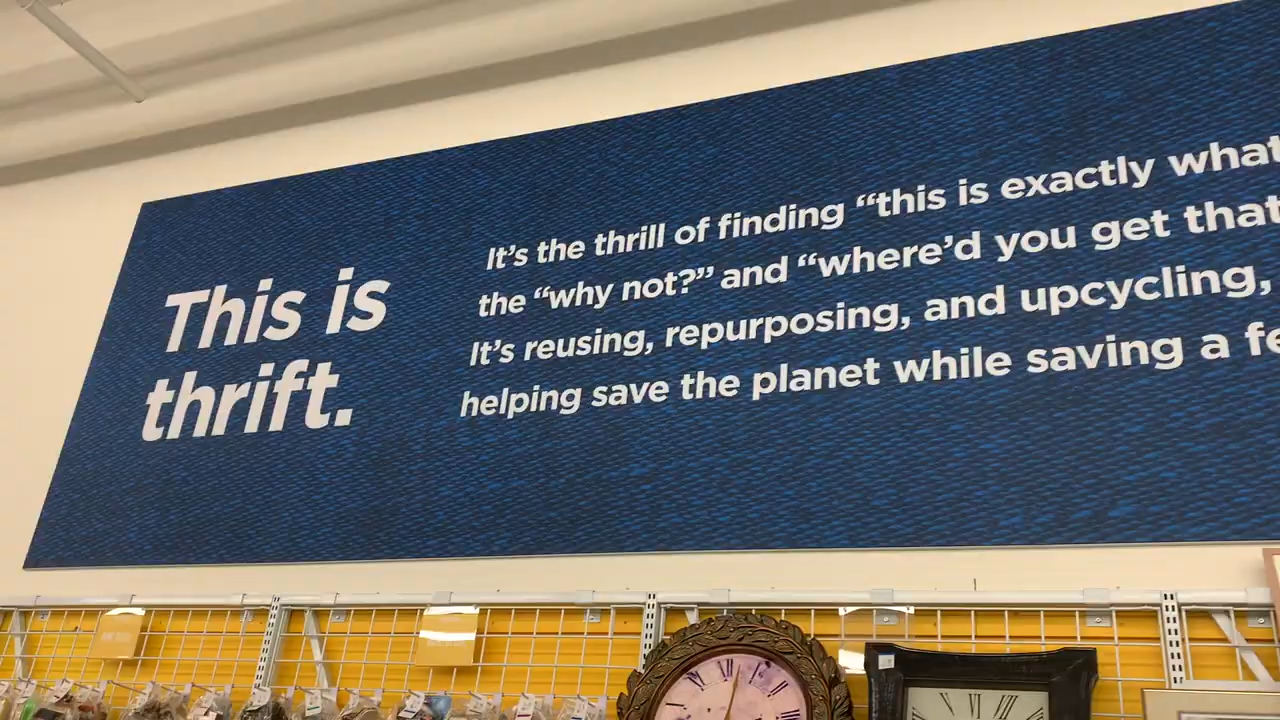 This is
thrift.
It's the thrill of finding “this is exactly what
the “why not?” and “where'd you get that
It's reusing, repurposing, and upcycling,
helping save the planet while saving a